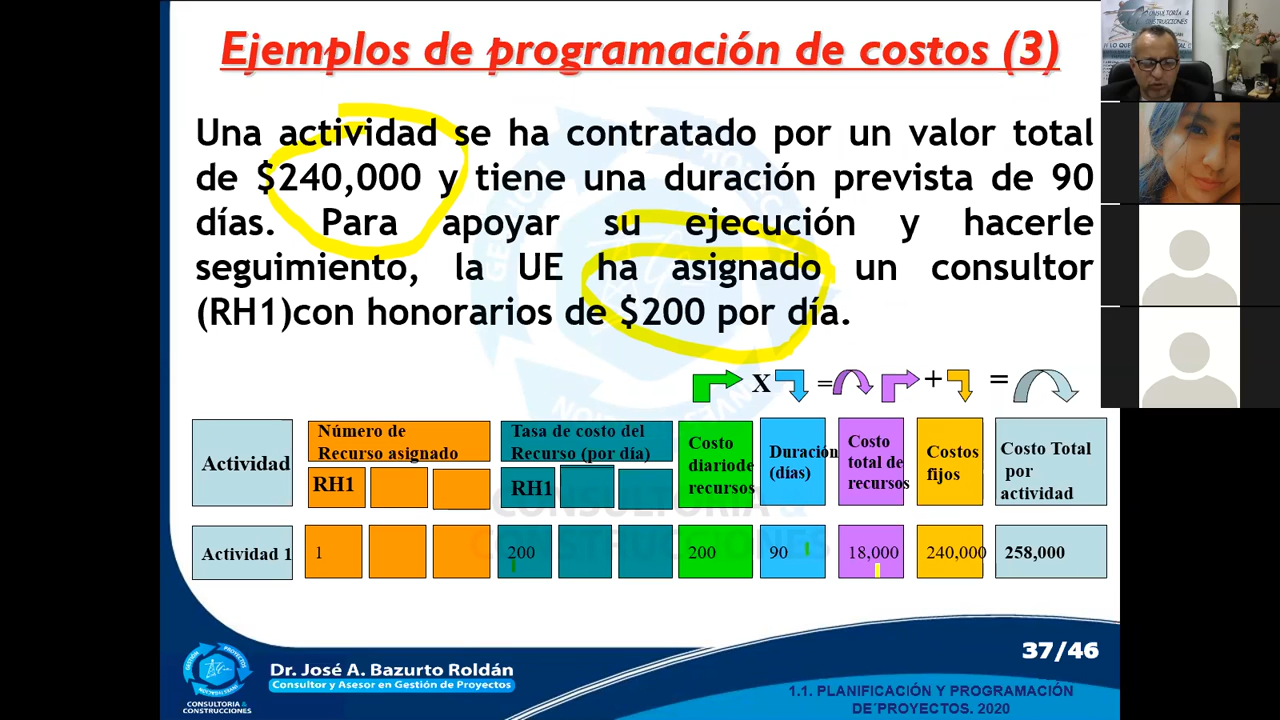 Ejemplos de programación de costos (3)
Una actividad se ha contratado por un valor total
de $240,000 y tiene una duración prevista de 90
días. Para apoyar su ejecución y hacerle
seguimiento, la UE ha asignado un consultor
(RH1)con honorarios de $200 por día.
X = + =
Actividad
Número de
Recurso asignado
RH1
Tasa de costo del
Recurso (por día)
RH1
Costo
diariode
recursos
Duración
(días)
Costo
total de
recursos
Costos
fijos
Costo Total
por
actividad
Actividad 1 1 200 200 90 18,000 240,000 258,000
CONSULTORIA &
CONSTRUCCIONES
37/46
Dr. José A. Bazurto Roldán
Consultor y Asesor en Gestión de Proyectos
CONSULTORIA &
CONSTRUCCIONES
1.1. PLANIFICACIÓN Y PROGRAMACIÓN
DE´PROYECTOS. 2020
CONSULTORÍA &
CONSTRUCCIONES